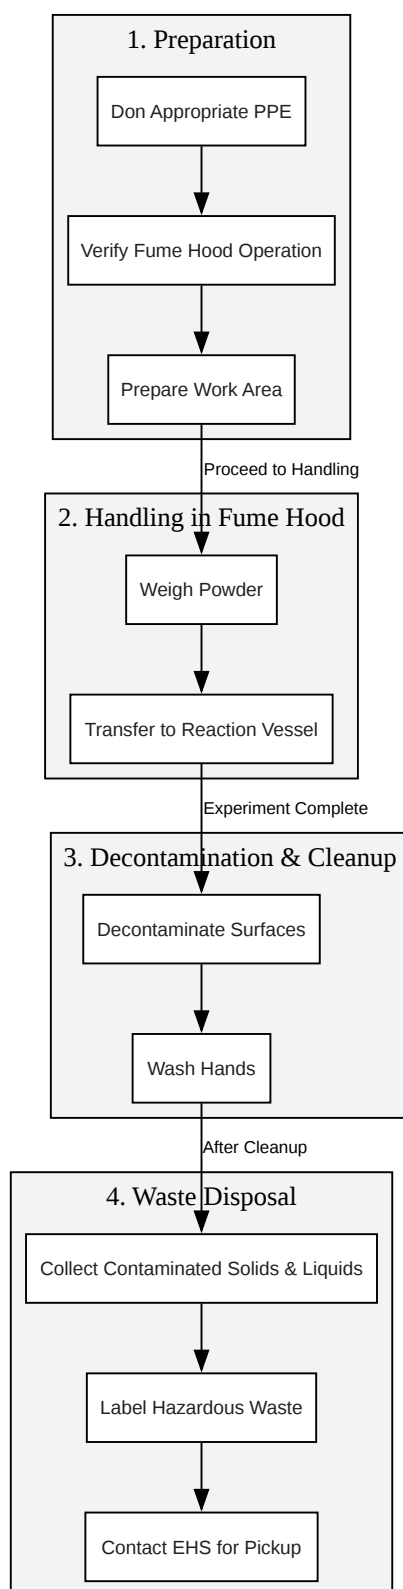 1. Preparation
Don Appropriate PPE
Verify Fume Hood Operation
Prepare Work Area
Proceed to Handling
2. Handling in Fume Hood
Weigh Powder
Transfer to Reaction Vessel
Experiment Complete
3. Decontamination & Cleanup
Decontaminate Surfaces
Wash Hands
After Cleanup
4. Waste Disposal
Collect Contaminated Solids & Liquids
Label Hazardous Waste
Contact EHS for Pickup